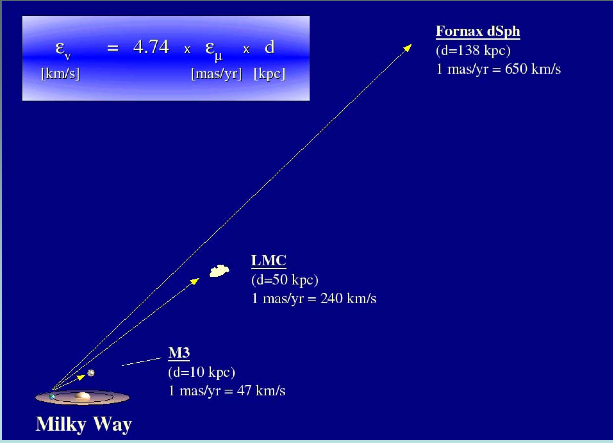 εν = 4.74 x εμ x d
[km/s] [mas/yr] [kpc]
Fornax dSph
(d=138 kpc)
1 mas/yr = 650 km/s
LMC
(d=50 kpc)
1 mas/yr = 240 km/s
M3
(d=10 kpc)
1 mas/yr = 47 km/s
Milky Way